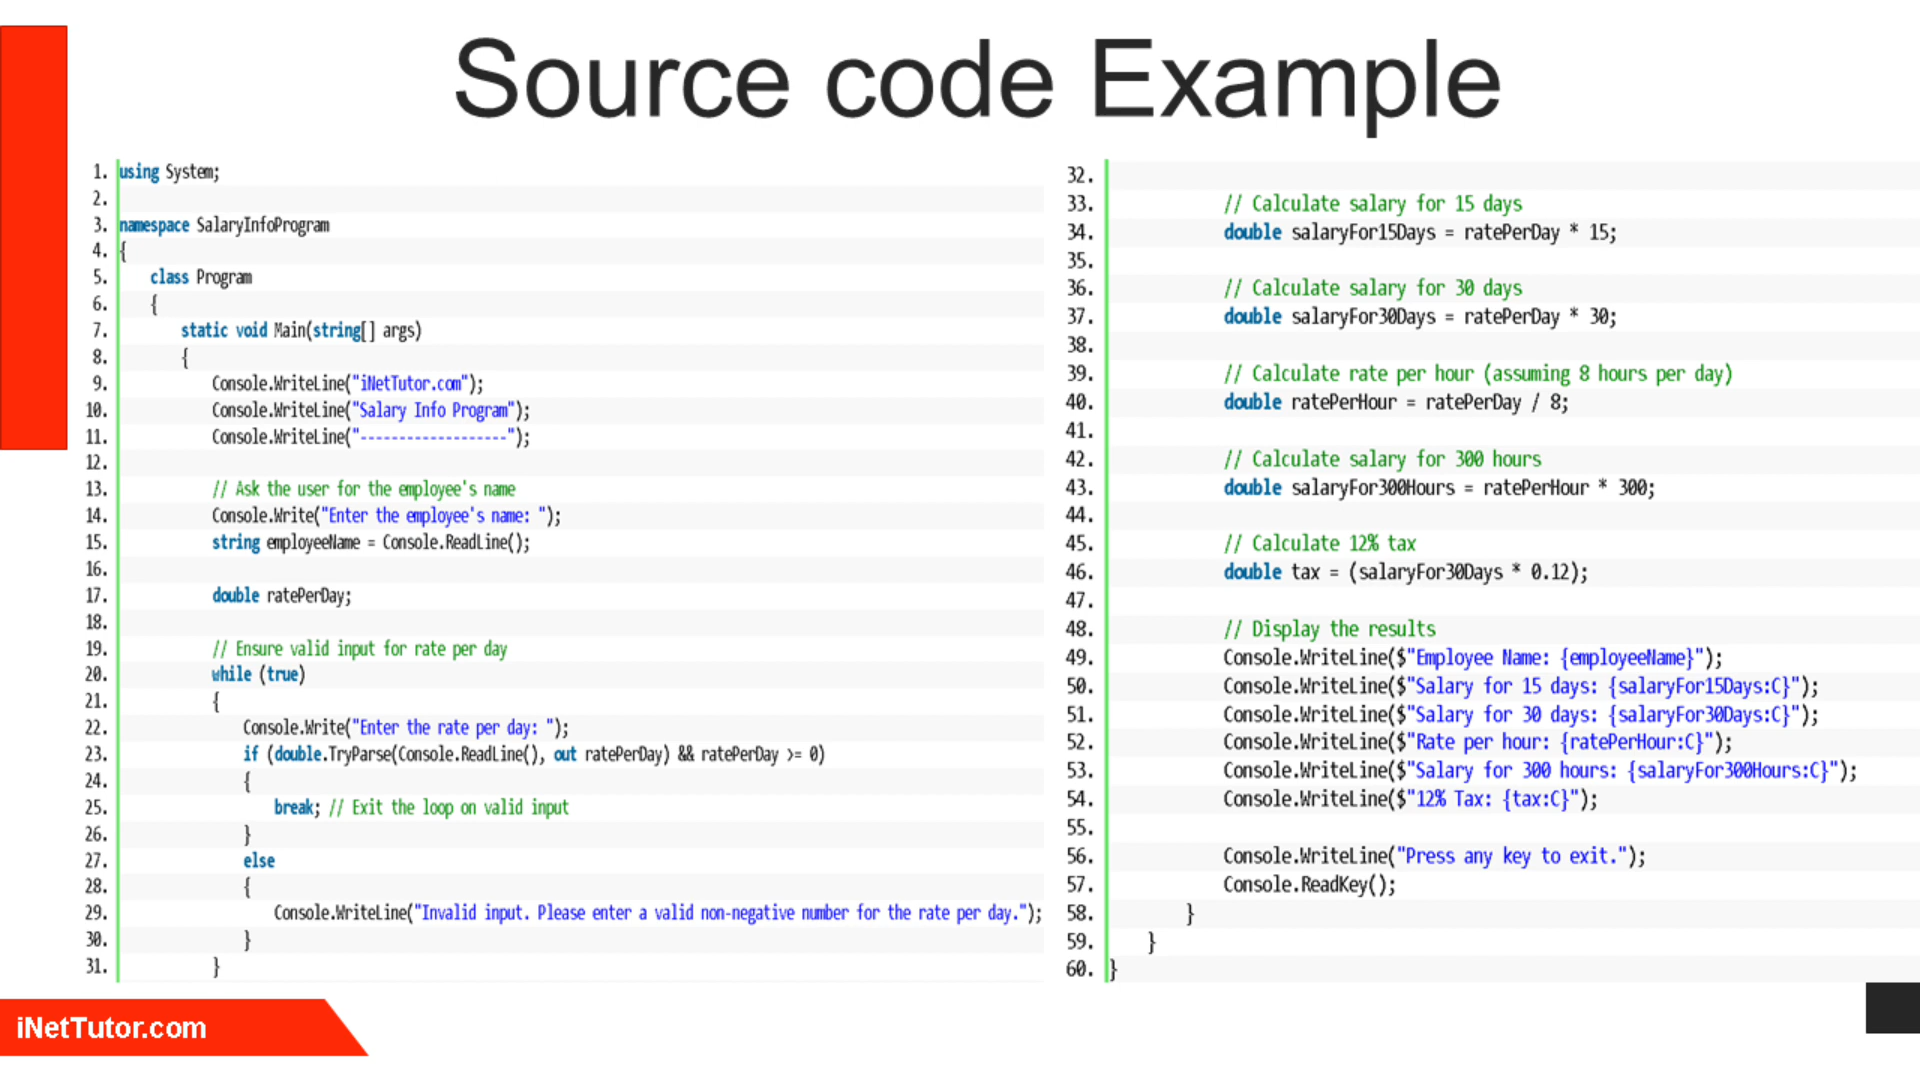 Source code Example
1. using System;
2.
3. namespace SalaryInfoProgram
4. {
5. class Program
6. {
7. static void Main(string[] args)
8. {
9. Console.WriteLine("iNetTutor.com");
10. Console.WriteLine("Salary Info Program");
11. Console.WriteLine("-------------------");
12.
13. // Ask the user for the employee's name
14. Console.Write("Enter the employee's name: ");
15. string employeeName = Console.ReadLine();
16.
17. double ratePerDay;
18.
19. // Ensure valid input for rate per day
20. while (true)
21. {
22. Console.Write("Enter the rate per day: ");
23. if (double.TryParse(Console.ReadLine(), out ratePerDay) && ratePerDay >= 0)
24. {
25. break; // Exit the loop on valid input
26. }
27. else
28. {
29. Console.WriteLine("Invalid input. Please enter a valid non-negative number for the rate per day.");
30. }
31. }
32.
33. // Calculate salary for 15 days
34. double salaryFor15Days = ratePerDay * 15;
35.
36. // Calculate salary for 30 days
37. double salaryFor30Days = ratePerDay * 30;
38.
39. // Calculate rate per hour (assuming 8 hours per day)
40. double ratePerHour = ratePerDay / 8;
41.
42. // Calculate salary for 300 hours
43. double salaryFor300Hours = ratePerHour * 300;
44.
45. // Calculate 12% tax
46. double tax = (salaryFor30Days * 0.12);
47.
48. // Display the results
49. Console.WriteLine($"Employee Name: {employeeName}");
50. Console.WriteLine($"Salary for 15 days: {salaryFor15Days:C}");
51. Console.WriteLine($"Salary for 30 days: {salaryFor30Days:C}");
52. Console.WriteLine($"Rate per hour: {ratePerHour:C}");
53. Console.WriteLine($"Salary for 300 hours: {salaryFor300Hours:C}");
54. Console.WriteLine($"12% Tax: {tax:C}");
55.
56. Console.WriteLine("Press any key to exit.");
57. Console.ReadKey();
58. }
59. }
60. }
iNetTutor.com